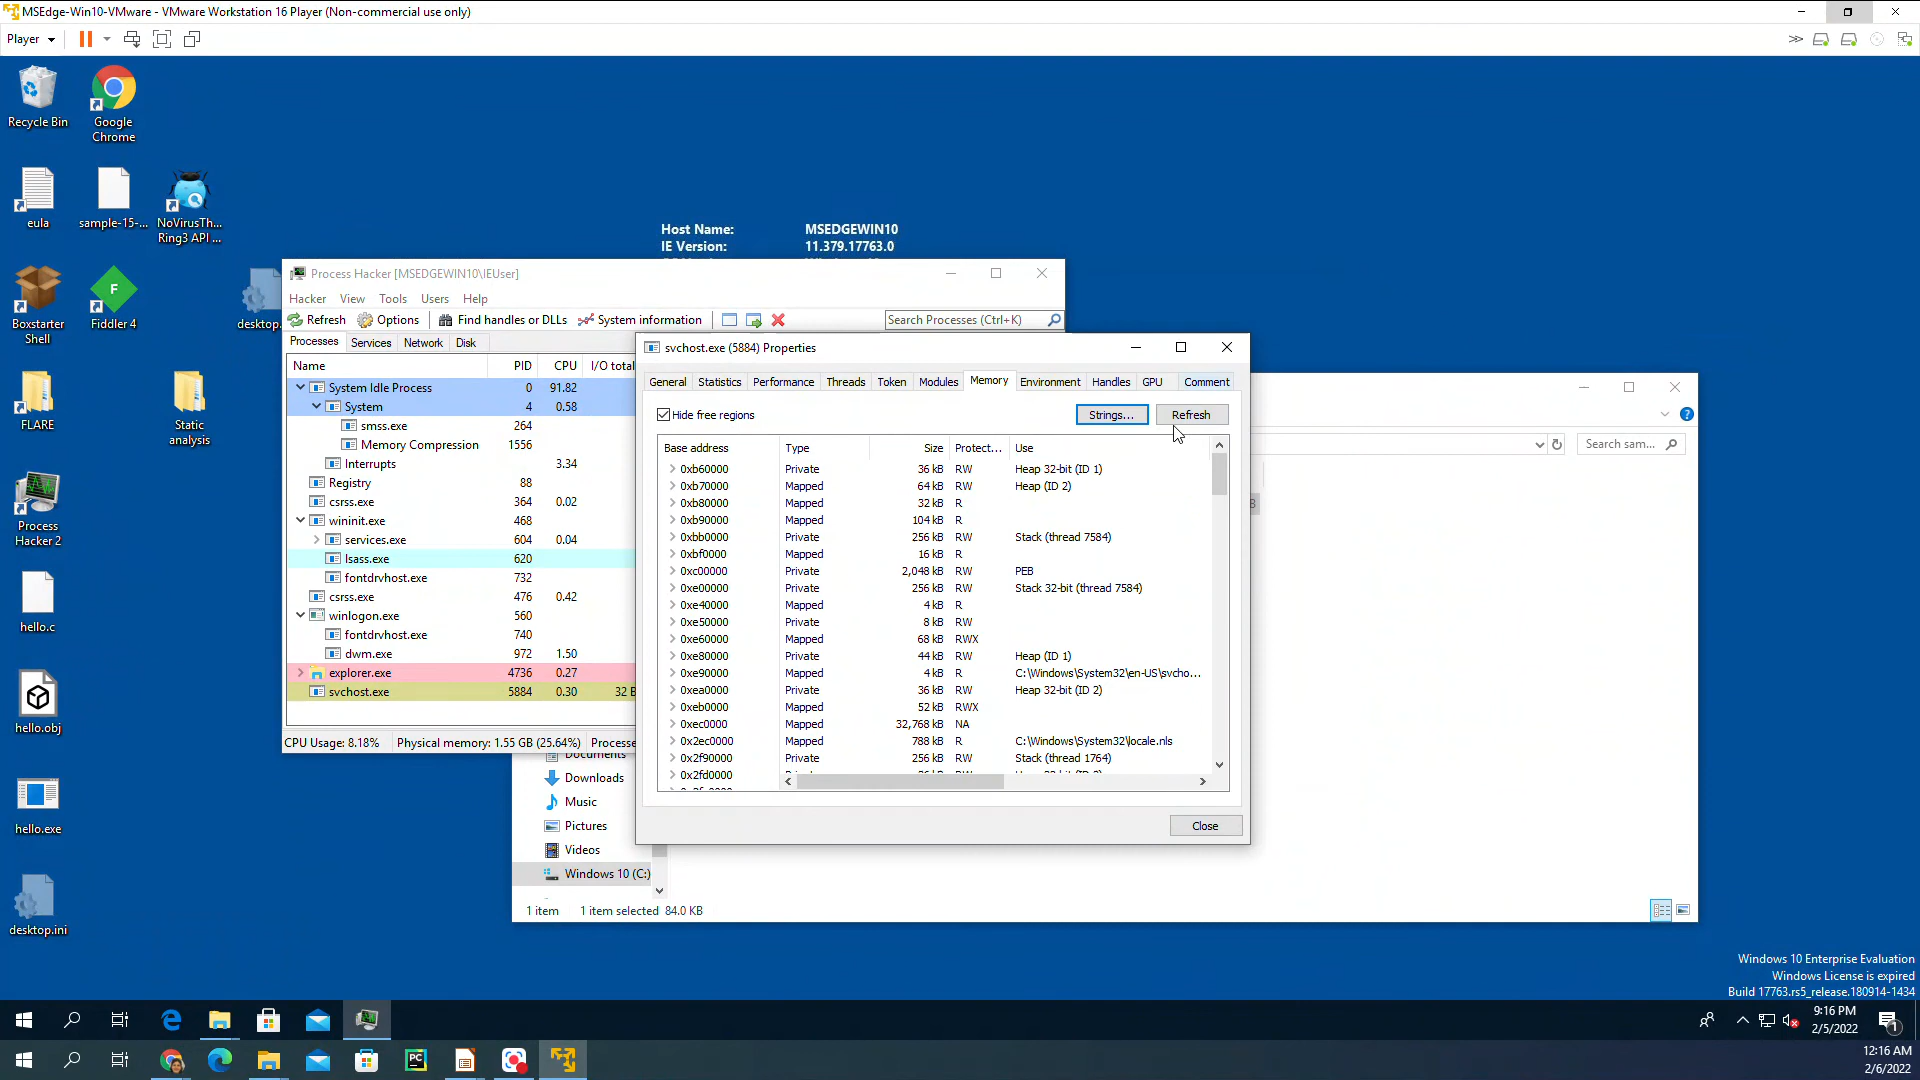 MSEdge-Win10-VMware - VMware Workstation 16 Player (Non-commercial use only)
Player
Recycle Bin
Google
Chrome
eula
sample-15-...
NoVirusTh...
Ring3 API ...
Boxstarter
Shell
Fiddler 4
desktop.
FLARE
Static
analysis
Process
Hacker 2
hello.c
hello.obj
hello.exe
desktop.ini
Host Name: MSEDGEWIN10
IE Version: 11.379.17763.0
Process Hacker [MSEDGEWIN10\IEUser]
Hacker View Tools Users Help
Refresh Options Find handles or DLLs System information Search Processes (Ctrl+K)
Processes Services Network Disk
Name PID CPU I/O total
System Idle Process 0 91.82
System 4 0.58
smss.exe 264
Memory Compression 1556
Interrupts 3.34
Registry 88
csrss.exe 364 0.02
wininit.exe 468
services.exe 604 0.04
lsass.exe 620
fontdrvhost.exe 732
csrss.exe 476 0.42
winlogon.exe 560
fontdrvhost.exe 740
dwm.exe 972 1.50
explorer.exe 4736 0.27
svchost.exe 5884 0.30 32 B
CPU Usage: 8.18% Physical memory: 1.55 GB (25.64%) Processe
svchost.exe (5884) Properties
General Statistics Performance Threads Token Modules Memory Environment Handles GPU Comment
Hide free regions Strings... Refresh
Base address Type Size Protect... Use
0xb60000 Private 36 kB RW Heap 32-bit (ID 1)
0xb70000 Mapped 64 kB RW Heap (ID 2)
0xb80000 Mapped 32 kB R
0xb90000 Mapped 104 kB R
0xbb0000 Private 256 kB RW Stack (thread 7584)
0xbf0000 Mapped 16 kB R
0xc00000 Private 2,048 kB RW PEB
0xe00000 Private 256 kB RW Stack 32-bit (thread 7584)
0xe40000 Mapped 4 kB R
0xe50000 Private 8 kB RW
0xe60000 Mapped 68 kB RWX
0xe80000 Private 44 kB RW Heap (ID 1)
0xe90000 Mapped 4 kB R C:\Windows\System32\en-US\svcho...
0xea0000 Private 36 kB RW Heap 32-bit (ID 2)
0xeb0000 Mapped 52 kB RWX
0xec0000 Mapped 32,768 kB NA
0x2ec0000 Mapped 788 kB R C:\Windows\System32\locale.nls
0x2f90000 Private 256 kB RW Stack (thread 1764)
0x2fd0000
Close
Search sam...
Documents
Downloads
Music
Pictures
Videos
Windows 10 (C:)
1 item 1 item selected 84.0 KB
Windows 10 Enterprise Evaluation
Windows License is expired
Build 17763.rs5_release.180914-1434
9:16 PM
2/5/2022
1
12:16 AM
2/6/2022